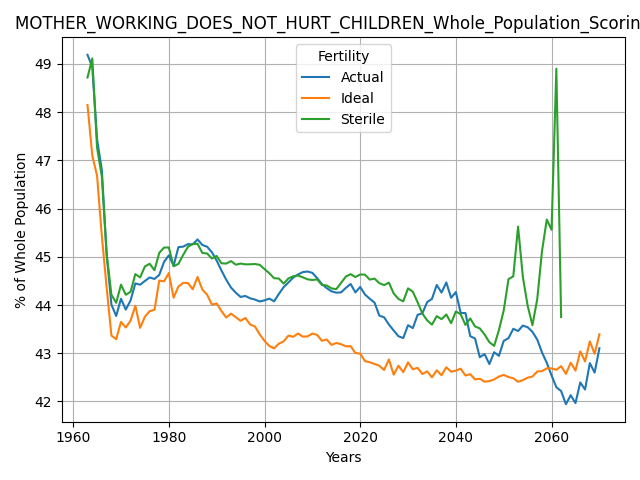 MOTHER_WORKING_DOES_NOT_HURT_CHILDREN_Whole_Population_Scorin
Fertility
Actual
Ideal
Sterile
% of Whole Population
49
48
47
46
45
44
43
42
1960
1980
2000
2020
2040
2060
Years